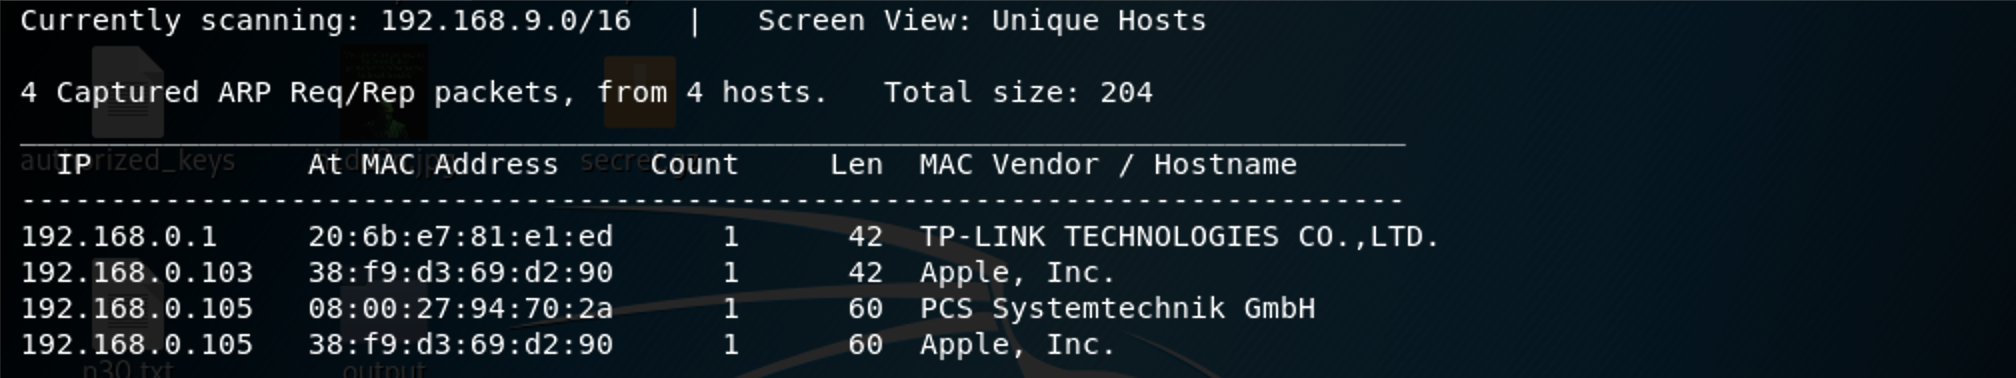 Currently scanning: 192.168.9.0/16   |   Screen View: Unique Hosts
4 Captured ARP Req/Rep packets, from 4 hosts.   Total size: 204
_____________________________________________________________________________
IP            At MAC Address     Count     Len  MAC Vendor / Hostname
-----------------------------------------------------------------------------
192.168.0.1     20:6b:e7:81:e1:ed      1      42  TP-LINK TECHNOLOGIES CO.,LTD.
192.168.0.103   38:f9:d3:69:d2:90      1      42  Apple, Inc.
192.168.0.105   08:00:27:94:70:2a      1      60  PCS Systemtechnik GmbH
192.168.0.105   38:f9:d3:69:d2:90      1      60  Apple, Inc.
authorized_keys
n30.txt
output